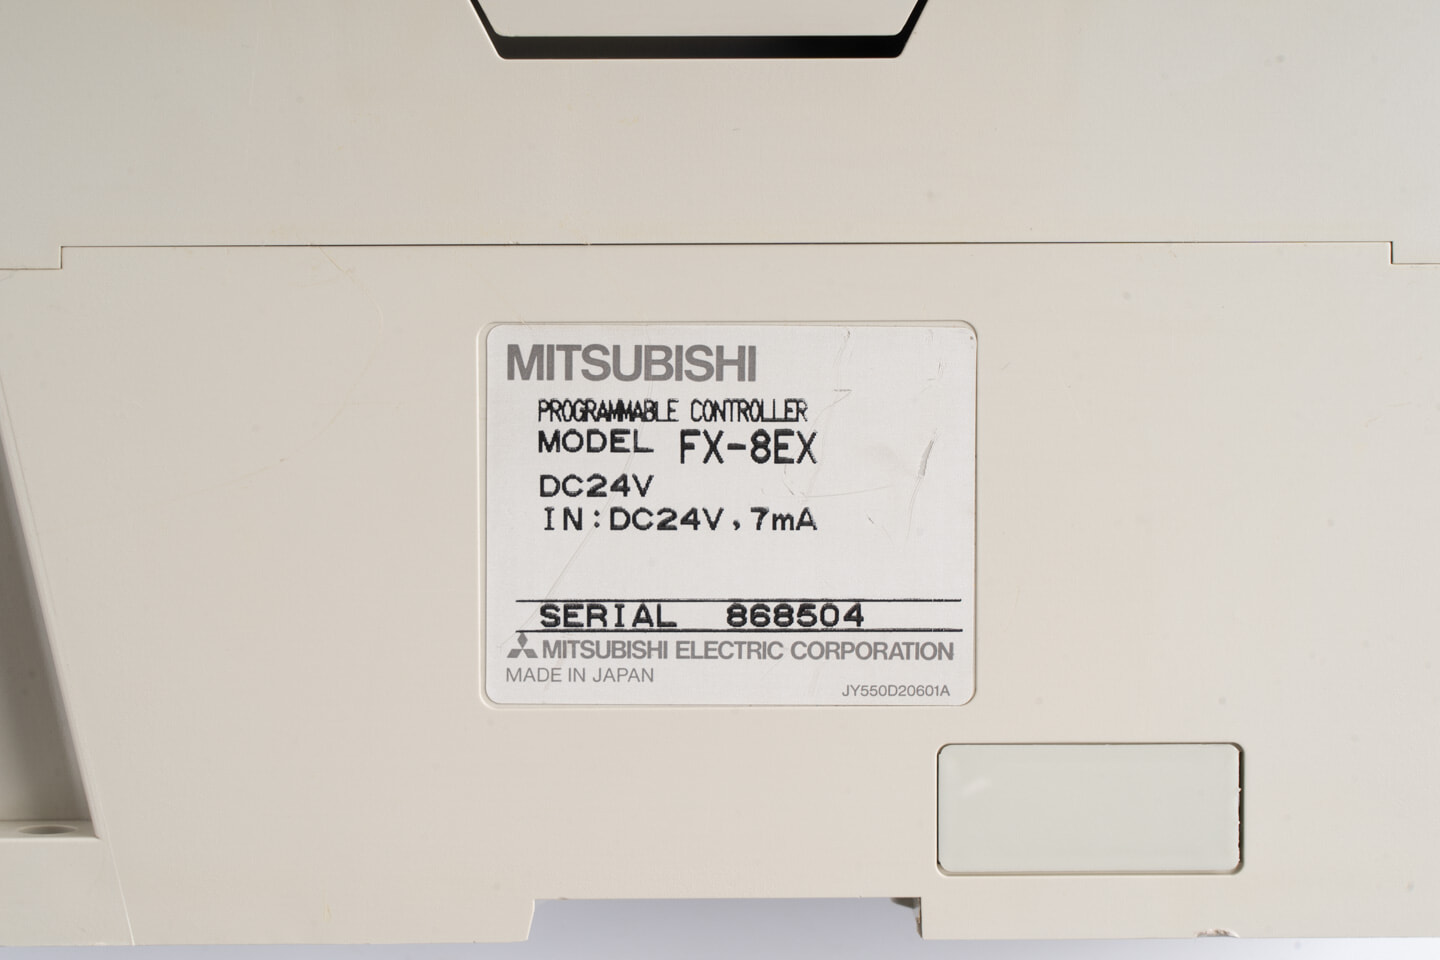 MITSUBISHI
PROGRAMMABLE CONTROLLER
MODEL FX-8EX
DC24V
IN:DC24V,7mA
SERIAL 868504
MITSUBISHI ELECTRIC CORPORATION
MADE IN JAPAN
JY550D20601A